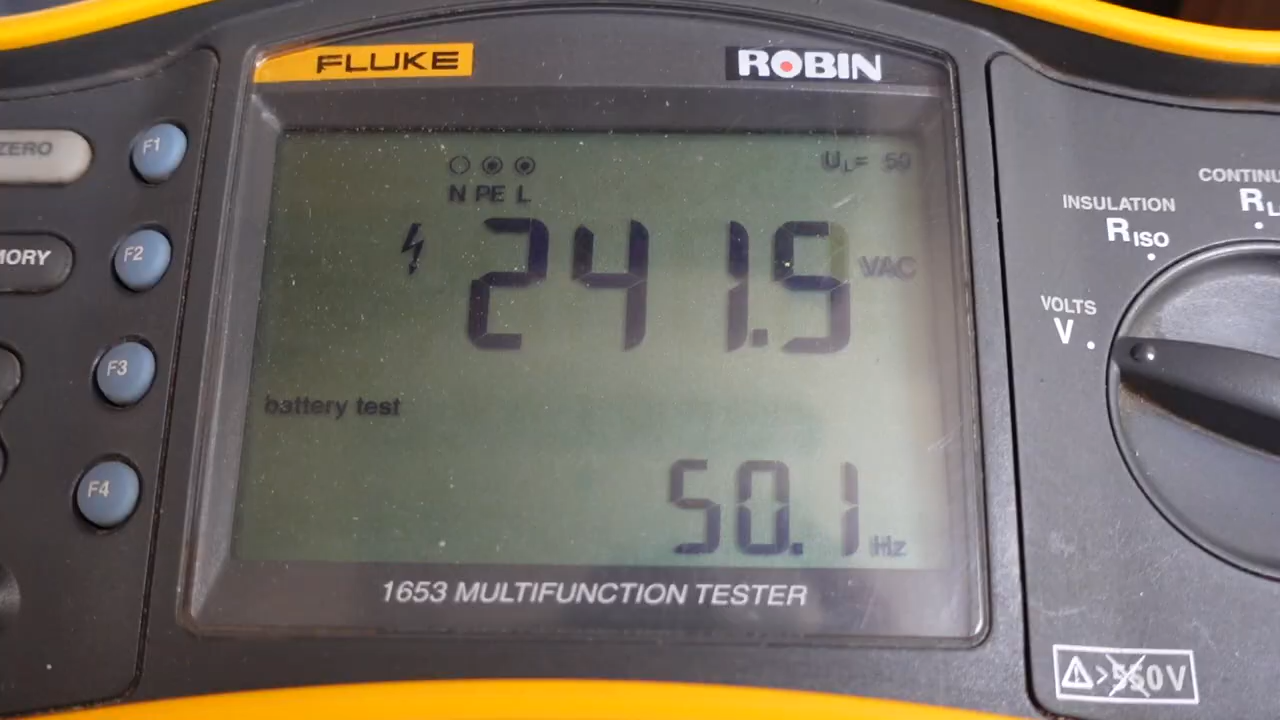 FLUKE
ROBIN
ZERO
F1
N PE L
UL= 50
CONTINU
INSULATION
RL
RISO
MORY
F2
241.5 VAC
VOLTS
V
F3
battery test
F4
50.1 Hz
1653 MULTIFUNCTION TESTER
>550V